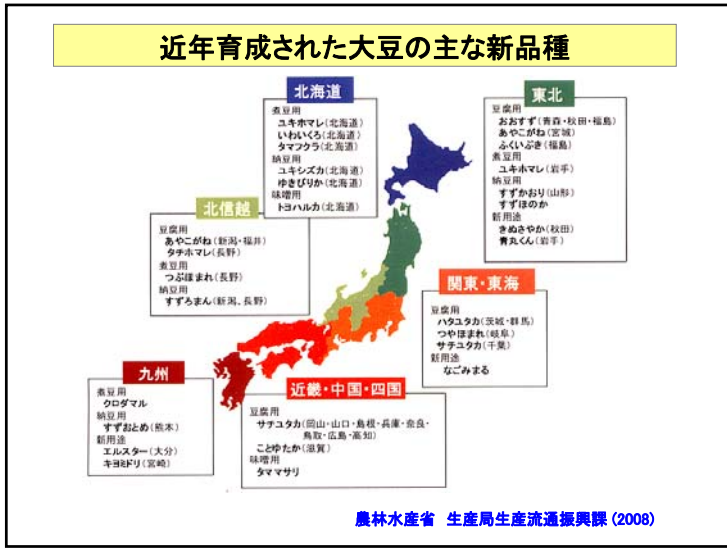 近年育成された大豆の主な新品種
北海道
煮豆用
ユキホマレ(北海道)
いわいくろ(北海道)
タマフクラ(北海道)
納豆用
ユキシズカ(北海道)
ゆきぴりか(北海道)
味噌用
トヨハルカ(北海道)
東北
豆腐用
おおすず(青森・秋田・福島)
あやこがね(宮城)
ふくいぶき(福島)
煮豆用
ユキホマレ(岩手)
納豆用
すずかおり(山形)
すずほのか
新用途
きぬさやか(秋田)
青丸くん(岩手)
北信越
豆腐用
あやこがね(新潟・福井)
タチホマレ(長野)
煮豆用
つぶほまれ(長野)
納豆用
すずろまん(新潟、長野)
関東・東海
豆腐用
ハタユタカ(茨城・群馬)
つやほまれ(岐阜)
サチユタカ(千葉)
新用途
なごみまる
九州
煮豆用
クロダマル
納豆用
すずおとめ(熊本)
新用途
エルスター(大分)
キヨミドリ(宮崎)
近畿・中国・四国
豆腐用
サチユタカ(岡山・山口・島根・兵庫・奈良・
鳥取・広島・高知)
ことゆたか(滋賀)
味噌用
タママサリ
農林水産省 生産局生産流通振興課(2008)